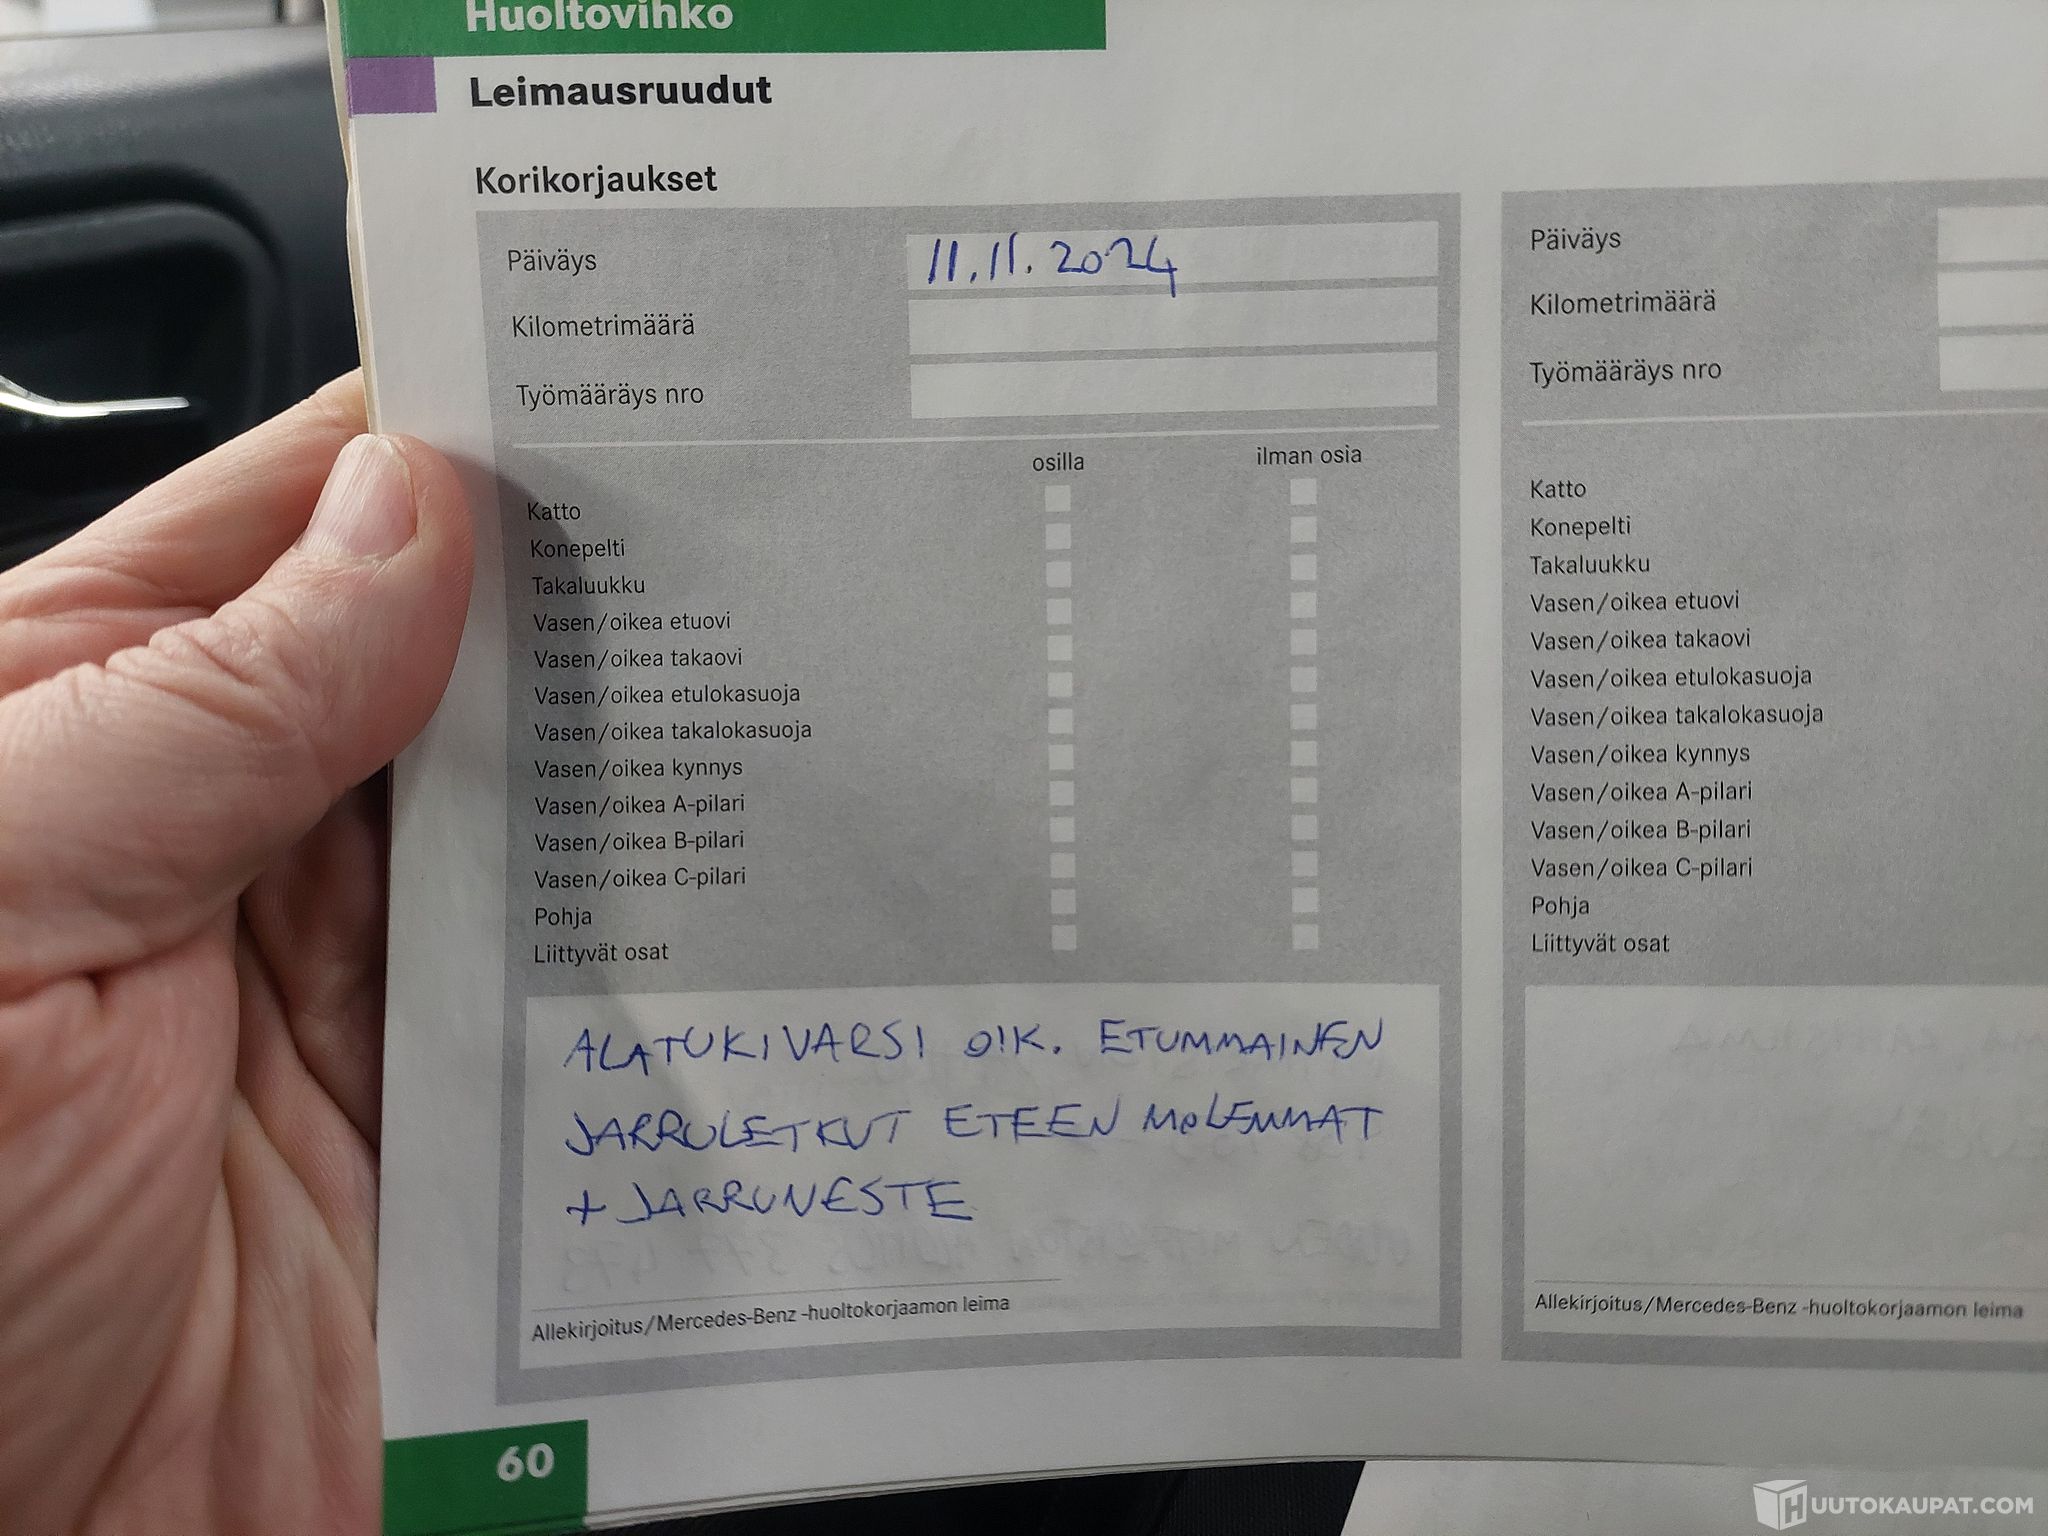 Huoltovihko
Leimausruudut
Korikorjaukset
Päiväys 11.11.2024
Kilometrimäärä
Työmääräys nro
osilla ilman osia
Katto
Konepelti
Takaluukku
Vasen/oikea etuovi
Vasen/oikea takaovi
Vasen/oikea etulokasuoja
Vasen/oikea takalokasuoja
Vasen/oikea kynnys
Vasen/oikea A-pilari
Vasen/oikea B-pilari
Vasen/oikea C-pilari
Pohja
Liittyvät osat
ALATUKIVARSI OIK. ETUMMAINEN
JARRULETKUT ETEEN MOLEMMAT
+ JARRUNESTE
Allekirjoitus/Mercedes-Benz -huoltokorjaamon leima
60
Päiväys
Kilometrimäärä
Työmääräys nro
Katto
Konepelti
Takaluukku
Vasen/oikea etuovi
Vasen/oikea takaovi
Vasen/oikea etulokasuoja
Vasen/oikea takalokasuoja
Vasen/oikea kynnys
Vasen/oikea A-pilari
Vasen/oikea B-pilari
Vasen/oikea C-pilari
Pohja
Liittyvät osat
Allekirjoitus/Mercedes-Benz -huoltokorjaamon leima
HUUTOKAUPAT.COM